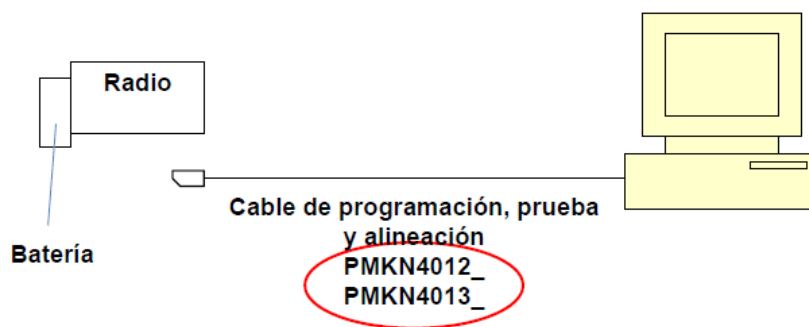 Radio
Cable de programación, prueba
y alineación
PMKN4012_
PMKN4013_
Batería